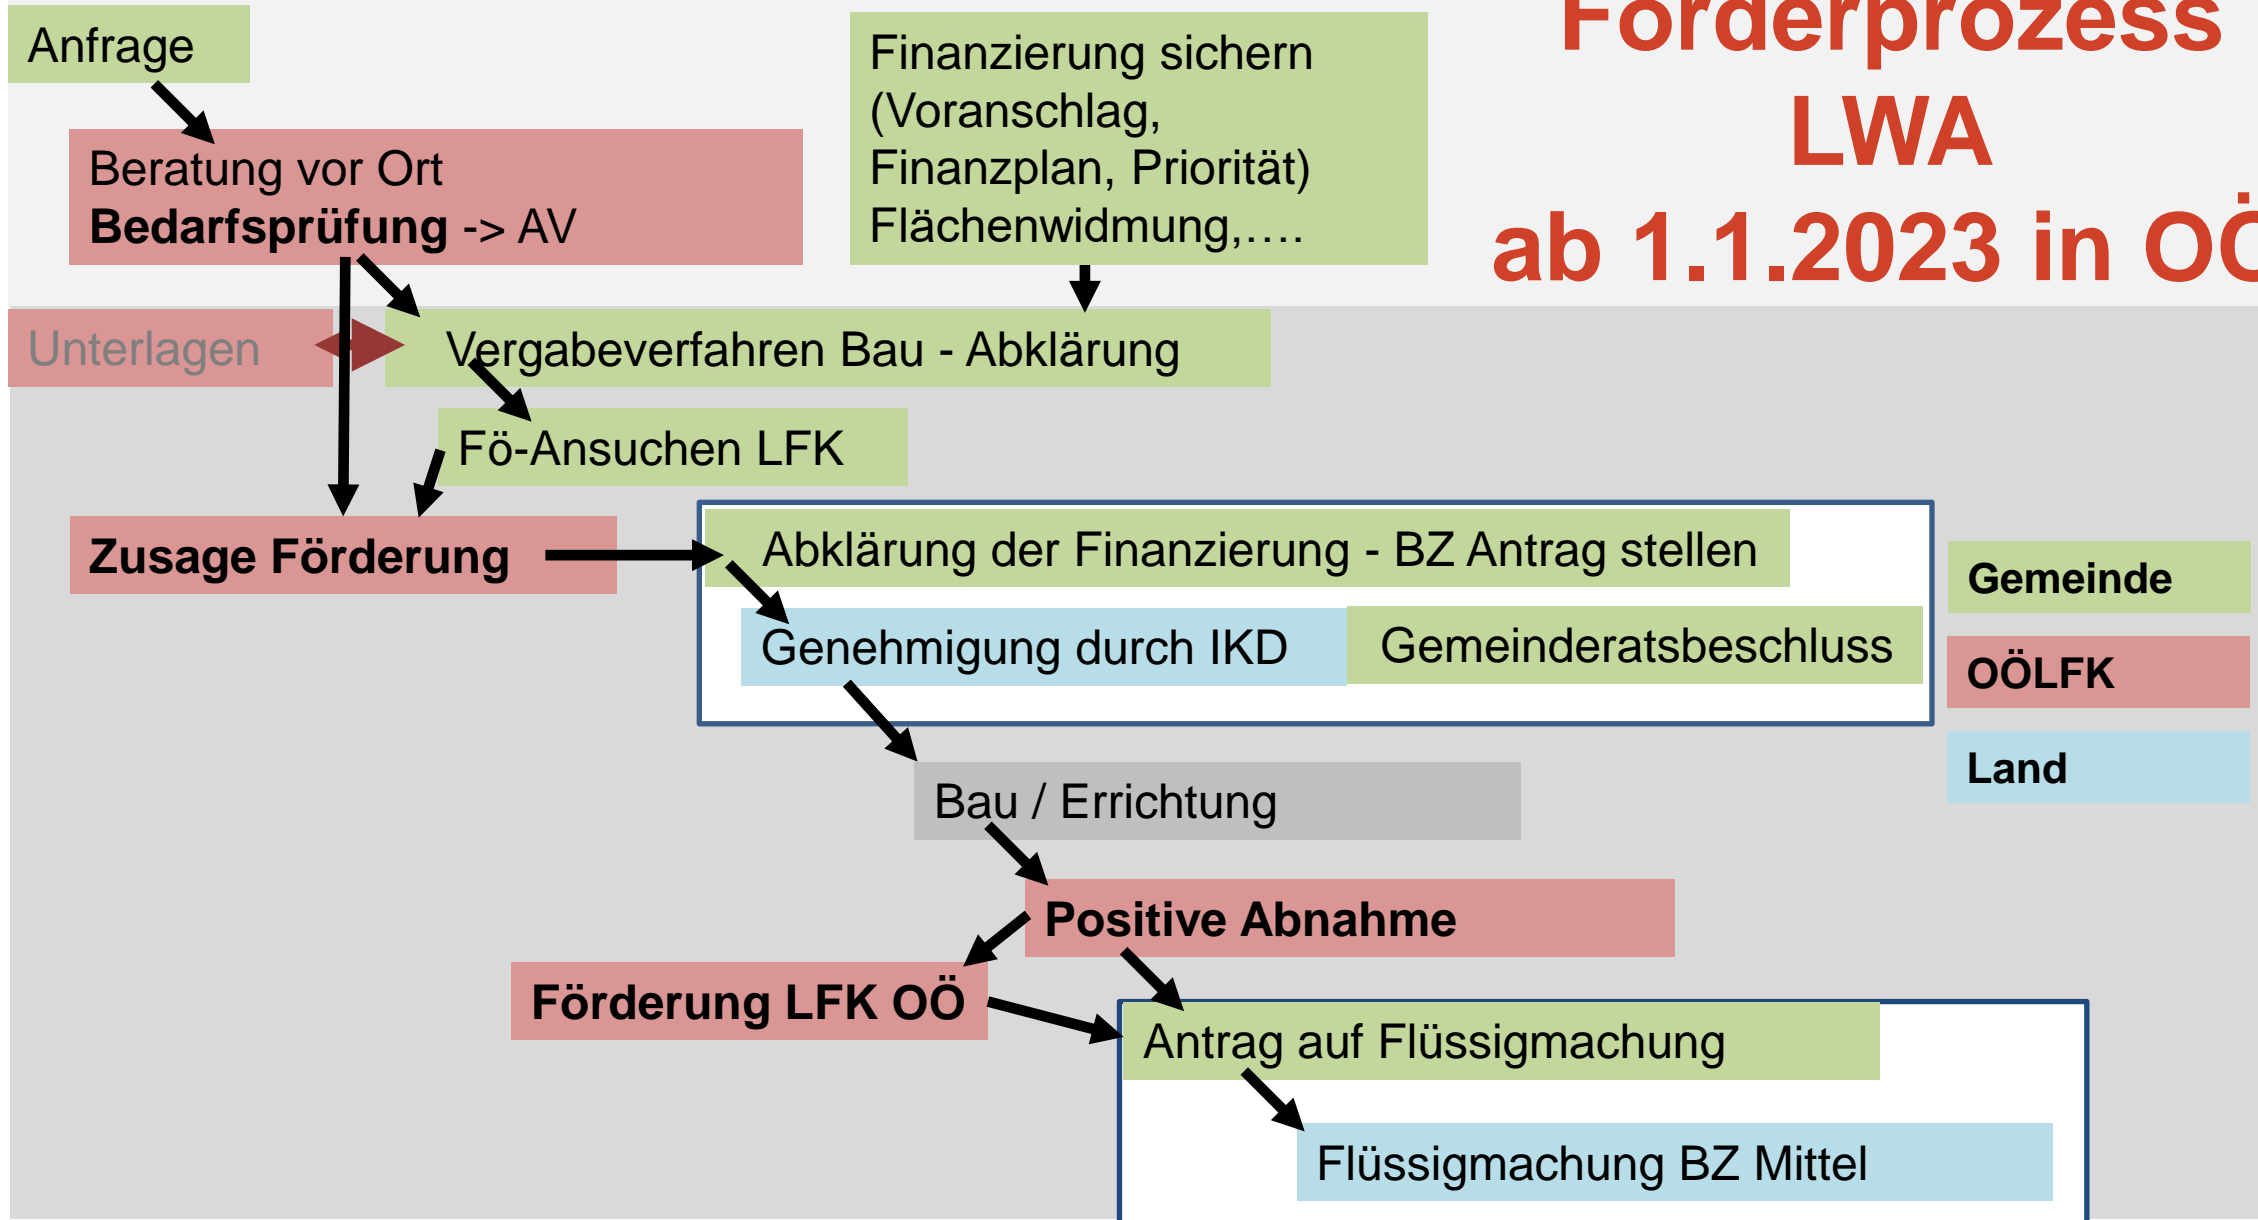 Förderprozess
LWA
ab 1.1.2023 in OÖ
Anfrage
Beratung vor Ort
Bedarfsprüfung -> AV
Finanzierung sichern
(Voranschlag,
Finanzplan, Priorität)
Flächenwidmung,….
Unterlagen
Vergabeverfahren Bau - Abklärung
Fö-Ansuchen LFK
Zusage Förderung
Abklärung der Finanzierung - BZ Antrag stellen
Genehmigung durch IKD
Gemeinderatsbeschluss
Gemeinde
OÖLFK
Land
Bau / Errichtung
Positive Abnahme
Förderung LFK OÖ
Antrag auf Flüssigmachung
Flüssigmachung BZ Mittel